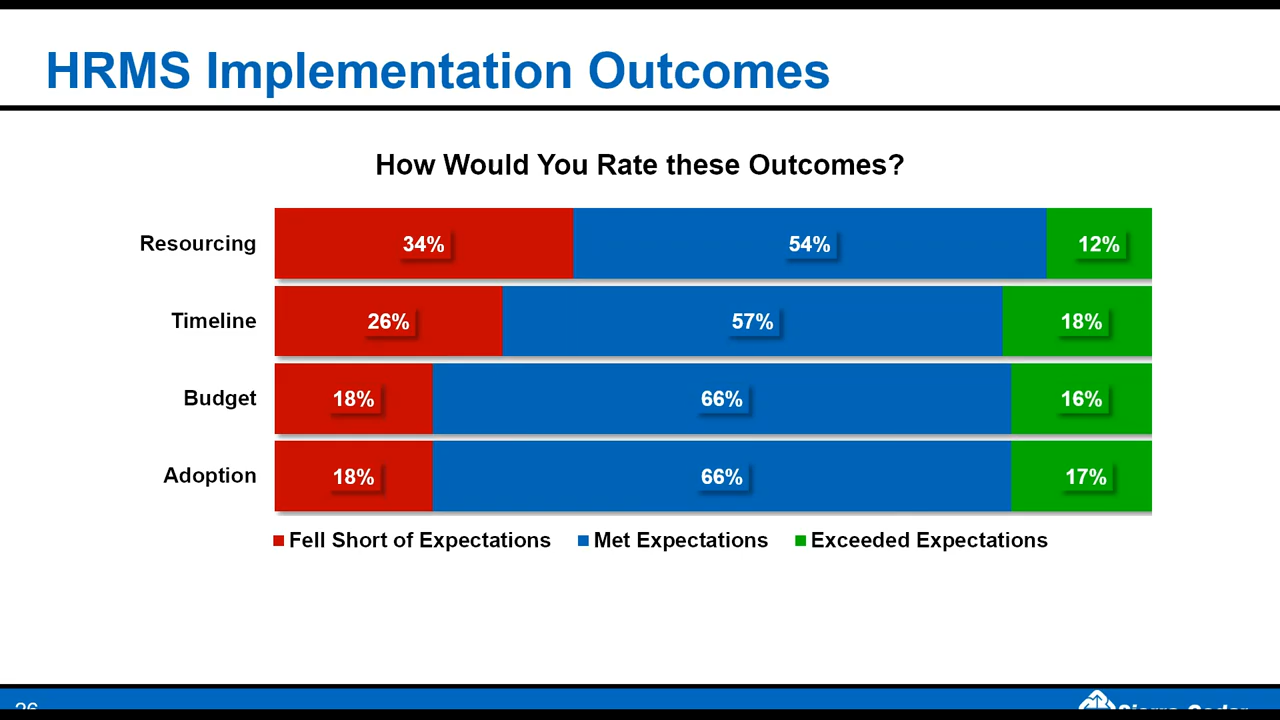 HRMS Implementation Outcomes
How Would You Rate these Outcomes?
Resourcing 34% 54% 12%
Timeline 26% 57% 18%
Budget 18% 66% 16%
Adoption 18% 66% 17%
Fell Short of Expectations Met Expectations Exceeded Expectations
26